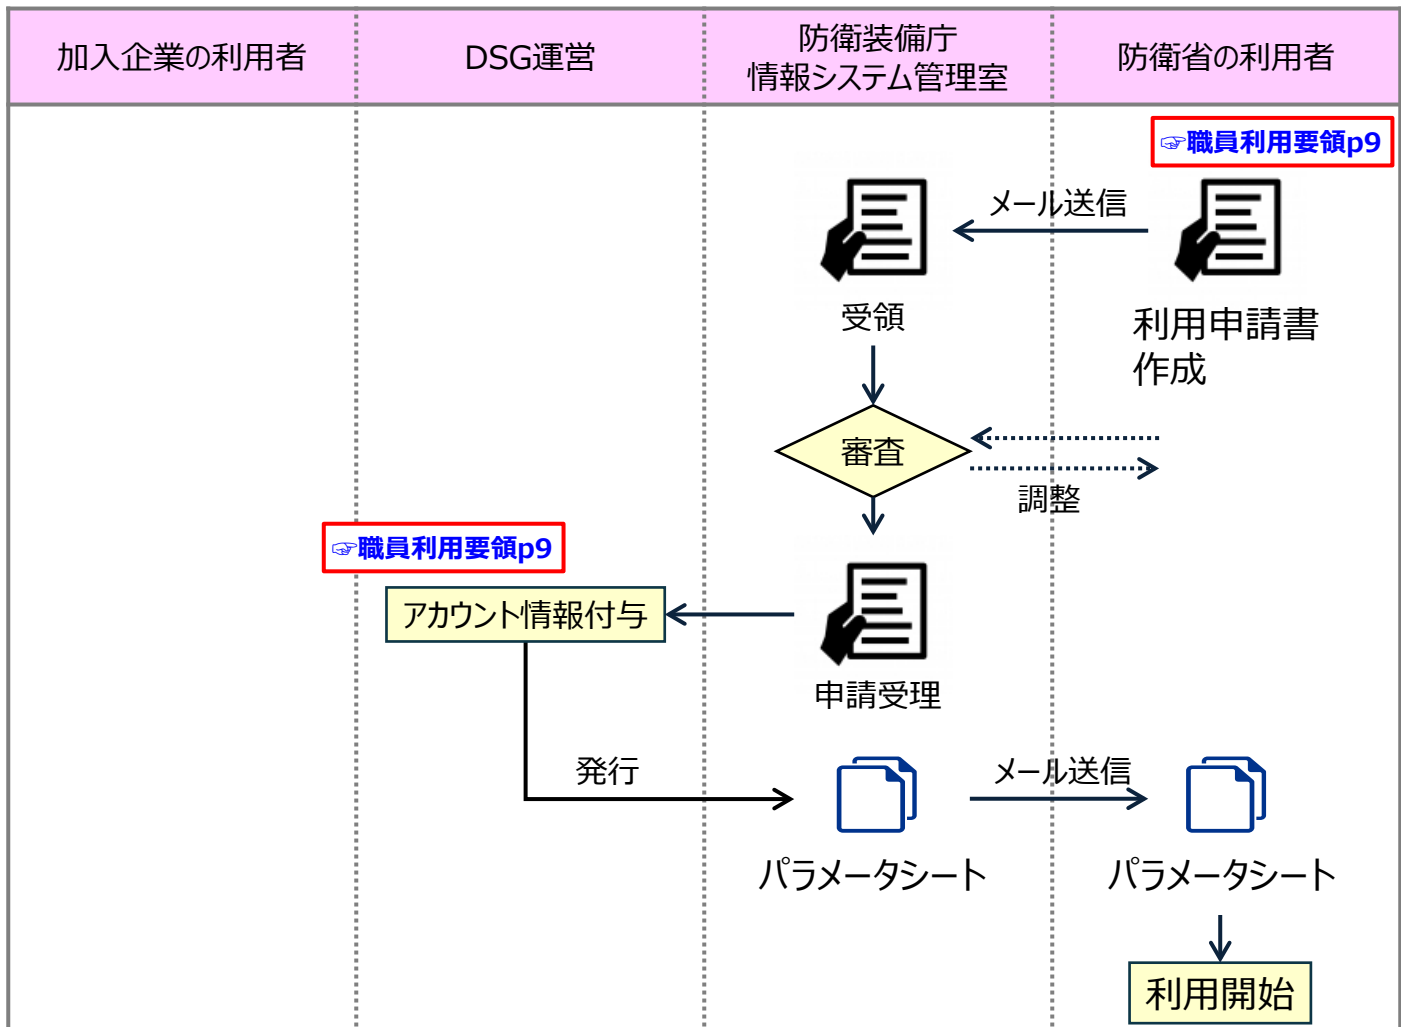 加入企業の利用者
DSG運営
防衛装備庁
情報システム管理室
防衛省の利用者
☞職員利用要領p9
メール送信
受領
利用申請書
作成
審査
調整
☞職員利用要領p9
アカウント情報付与
申請受理
発行
メール送信
パラメータシート
パラメータシート
利用開始